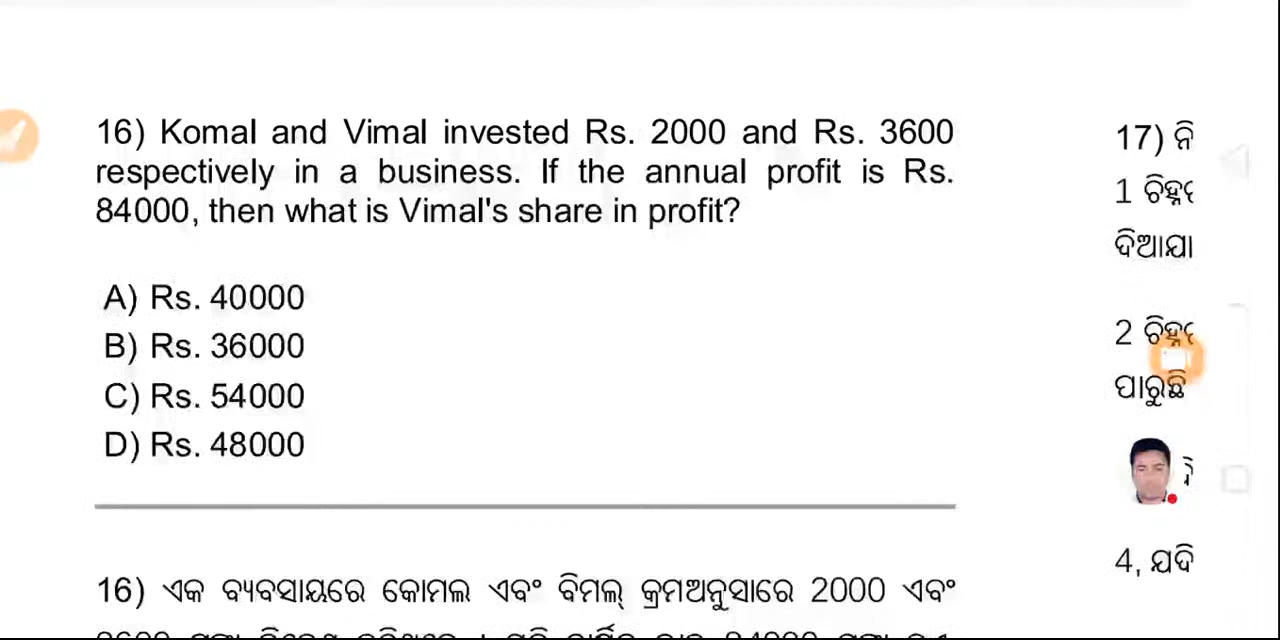 16) Komal and Vimal invested Rs. 2000 and Rs. 3600
respectively in a business. If the annual profit is Rs.
84000, then what is Vimal's share in profit?
A) Rs. 40000
B) Rs. 36000
C) Rs. 54000
D) Rs. 48000
16) ଏକ ବ୍ୟବସାୟରେ କୋମଲ ଏବଂ ବିମଲ୍ କ୍ରମଅନୁସାରେ 2000 ଏବଂ
17) ନି
1
ଦିଆଯା
2
ପାରୁଛି
4, ଯଦି